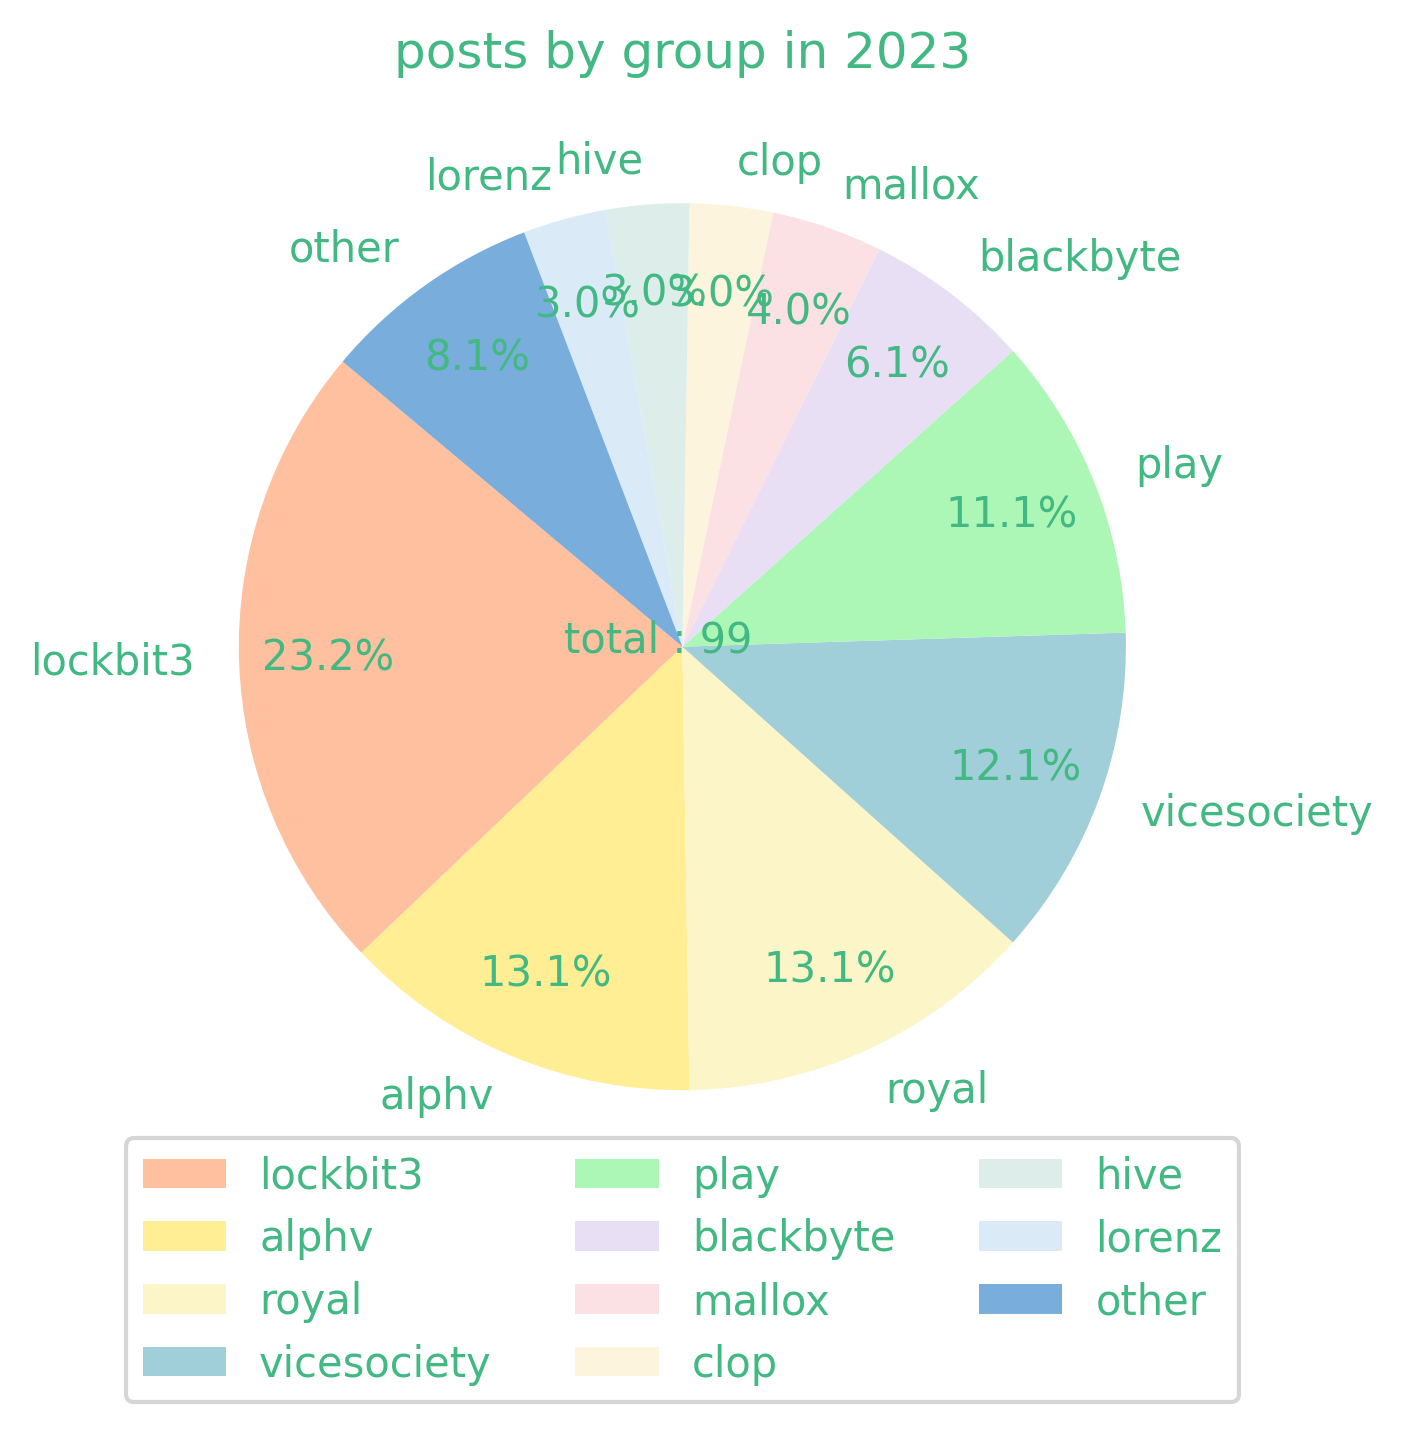 posts by group in 2023
hive
clop
lorenz
mallox
other
blackbyte
3.0%
3.0%
3.0%
4.0%
8.1%
6.1%
play
11.1%
total : 99
lockbit3
23.2%
12.1%
vicesociety
13.1%
13.1%
alphv
royal
lockbit3
alphv
royal
vicesociety
play
blackbyte
mallox
clop
hive
lorenz
other